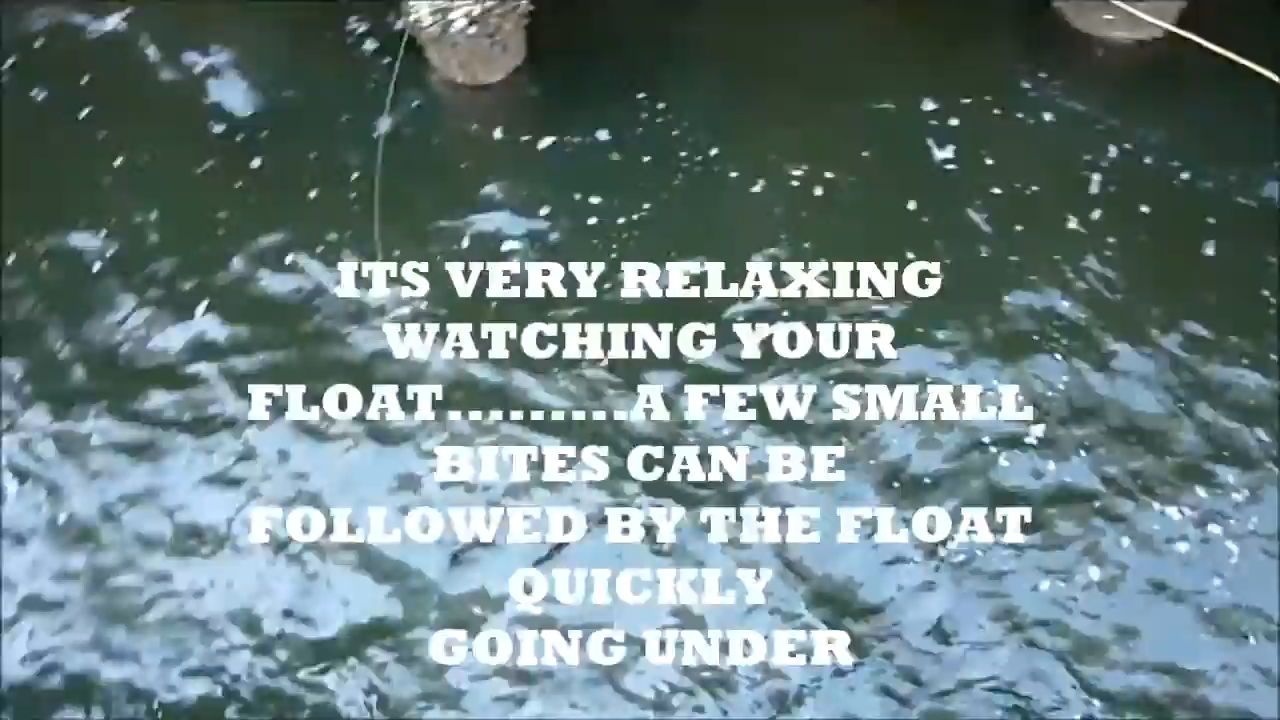 ITS VERY RELAXING
WATCHING YOUR
FLOAT.........A FEW SMALL
BITES CAN BE
FOLLOWED BY THE FLOAT
QUICKLY
GOING UNDER